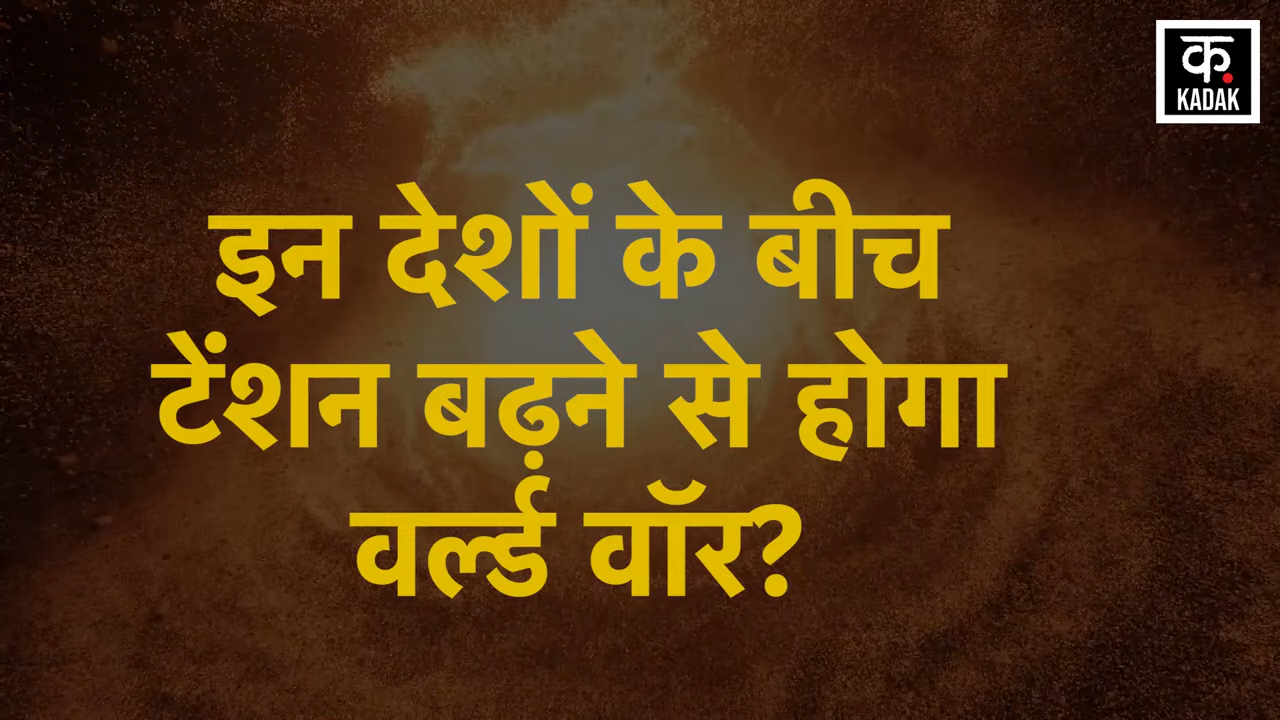 क.
KADAK
इन देशों के बीच
टेंशन बढ़ने से होगा
वर्ल्ड वॉर?